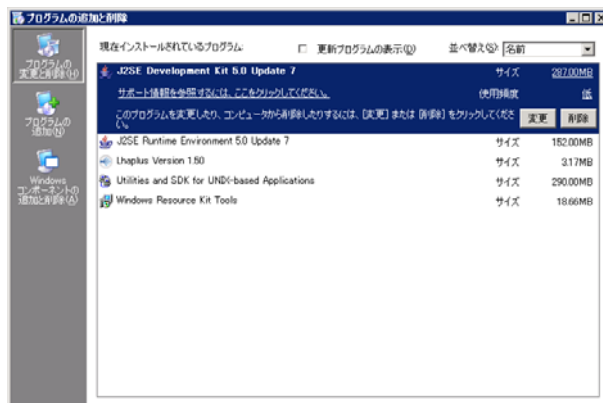 プログラムの追加と削除
現在インストールされているプログラム:
更新プログラムの表示(D)
並べ替え(S):
名前
プログラムの
変更と削除(H)
プログラムの
追加(N)
Windows
コンポーネントの
追加と削除(A)
J2SE Development Kit 5.0 Update 7
サイズ
287.00MB
サポート情報を参照するには、ここをクリックしてください。
使用頻度
低
このプログラムを変更したり、コンピュータから削除したりするには、[変更] または [削除] をクリックしてくださ
い。
変更
削除
J2SE Runtime Environment 5.0 Update 7
サイズ
152.00MB
Lhaplus Version 1.50
サイズ
3.17MB
Utilities and SDK for UNIX-based Applications
サイズ
290.00MB
Windows Resource Kit Tools
サイズ
18.66MB